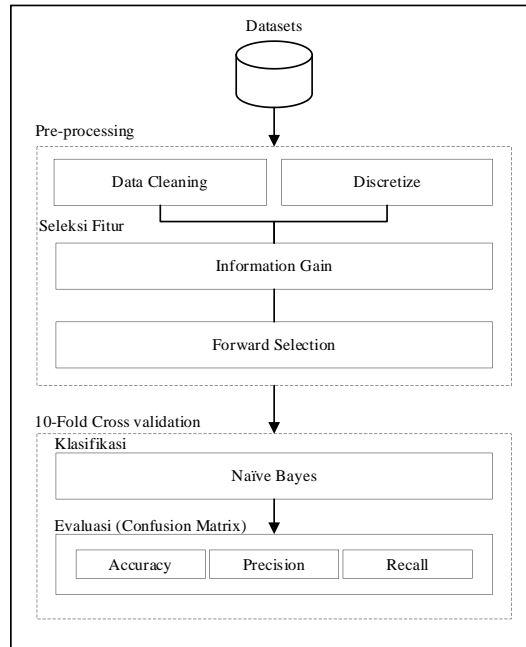 Datasets
Pre-processing
Data Cleaning
Discretize
Seleksi Fitur
Information Gain
Forward Selection
10-Fold Cross validation
Klasifikasi
Naïve Bayes
Evaluasi (Confusion Matrix)
Accuracy
Precision
Recall